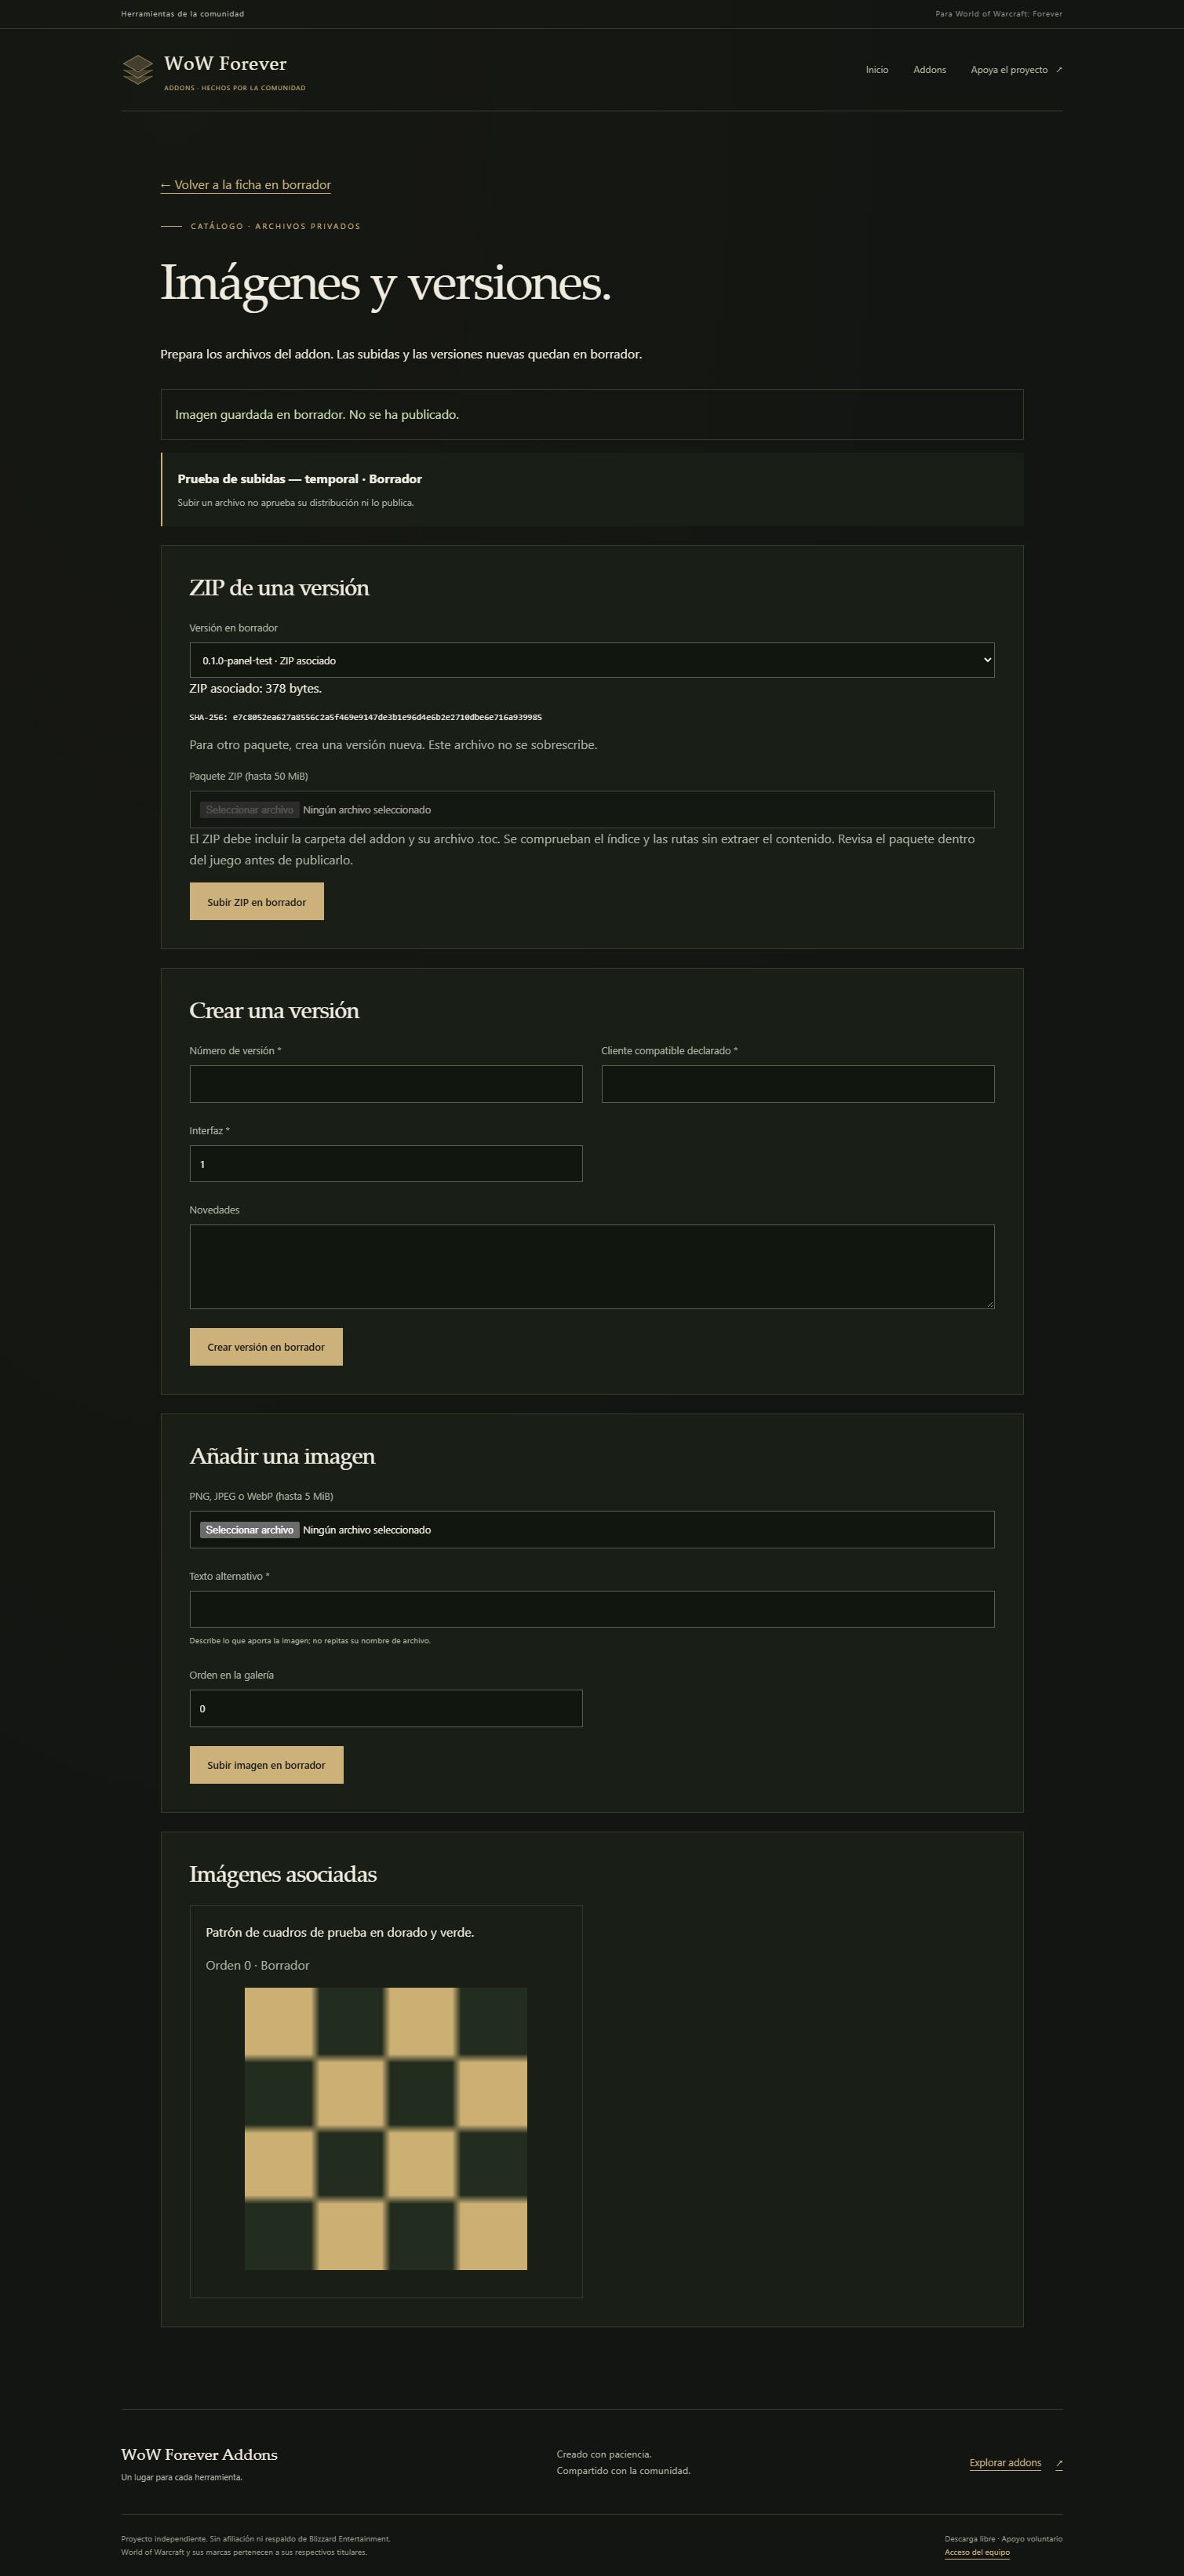 Herramientas de la comunidad
Para World of Warcraft: Forever
WoW Forever
ADDONS · HECHOS POR LA COMUNIDAD
Inicio
Addons
Apoya el proyecto ↗
← Volver a la ficha en borrador
CATÁLOGO · ARCHIVOS PRIVADOS
Imágenes y versiones.
Prepara los archivos del addon. Las subidas y las versiones nuevas quedan en borrador.
Imagen guardada en borrador. No se ha publicado.
Prueba de subidas — temporal · Borrador
Subir un archivo no aprueba su distribución ni lo publica.
ZIP de una versión
Versión en borrador
0.1.0-panel-test · ZIP asociado
ZIP asociado: 378 bytes.
SHA-256: e7c8052ea627a8556c2a5f469e9147de3b1e96d4e6b2e2710dbe6e716a939985
Para otro paquete, crea una versión nueva. Este archivo no se sobrescribe.
Paquete ZIP (hasta 50 MiB)
Seleccionar archivo Ningún archivo seleccionado
El ZIP debe incluir la carpeta del addon y su archivo .toc. Se comprueban el índice y las rutas sin extraer el contenido. Revisa el paquete dentro
del juego antes de publicarlo.
Subir ZIP en borrador
Crear una versión
Número de versión *
Cliente compatible declarado *
Interfaz *
1
Novedades
Crear versión en borrador
Añadir una imagen
PNG, JPEG o WebP (hasta 5 MiB)
Seleccionar archivo Ningún archivo seleccionado
Texto alternativo *
Describe lo que aporta la imagen; no repitas su nombre de archivo.
Orden en la galería
0
Subir imagen en borrador
Imágenes asociadas
Patrón de cuadros de prueba en dorado y verde.
Orden 0 · Borrador
WoW Forever Addons
Un lugar para cada herramienta.
Creado con paciencia.
Compartido con la comunidad.
Explorar addons ↗
Proyecto independiente. Sin afiliación ni respaldo de Blizzard Entertainment.
World of Warcraft y sus marcas pertenecen a sus respectivos titulares.
Descarga libre · Apoyo voluntario
Acceso del equipo